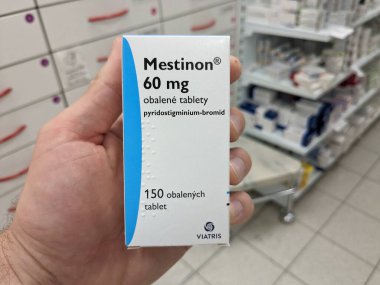 Mestinon®
60 mg
obalené tablety
pyridostigminium-bromid
150 obalených
tablet
VIATRIS